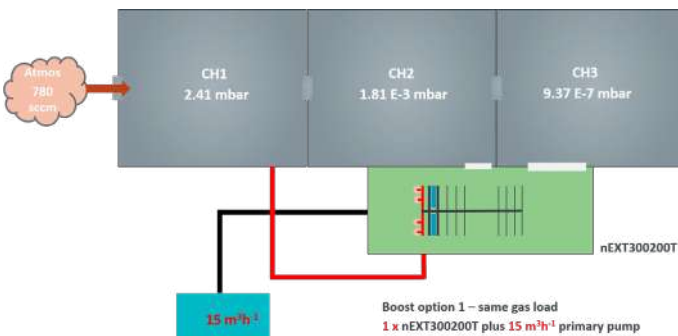 Atmos
780
sccm
CH1
2.41 mbar
CH2
1.81 E-3 mbar
CH3
9.37 E-7 mbar
nEXT300200T
15 m³h⁻¹
Boost option 1 – same gas load
1 x nEXT300200T plus 15 m³h⁻¹ primary pump